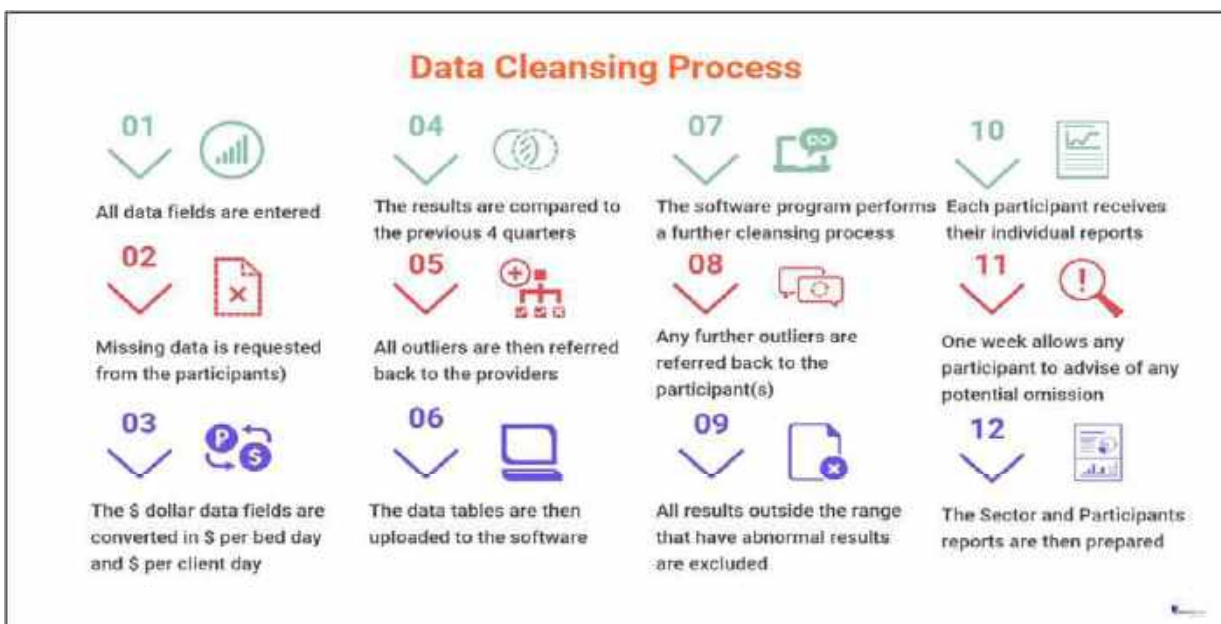 Data Cleansing Process
01
All data fields are entered
02
Missing data is requested
from the participants)
03
P
$
The $ dollar data fields are
converted in $ per bed day
and $ per client day
04
The results are compared to
the previous 4 quarters
05
All outliers are then referred
back to the providers
06
The data tables are then
uploaded to the software
07
The software program performs
a further cleansing process
08
Any further outliers are
referred back to the
participant(s)
09
All results outside the range
that have abnormal results
are excluded
10
Each participant receives
their individual reports
11
One week allows any
participant to advise of any
potential omission
12
The Sector and Participants
reports are then prepared